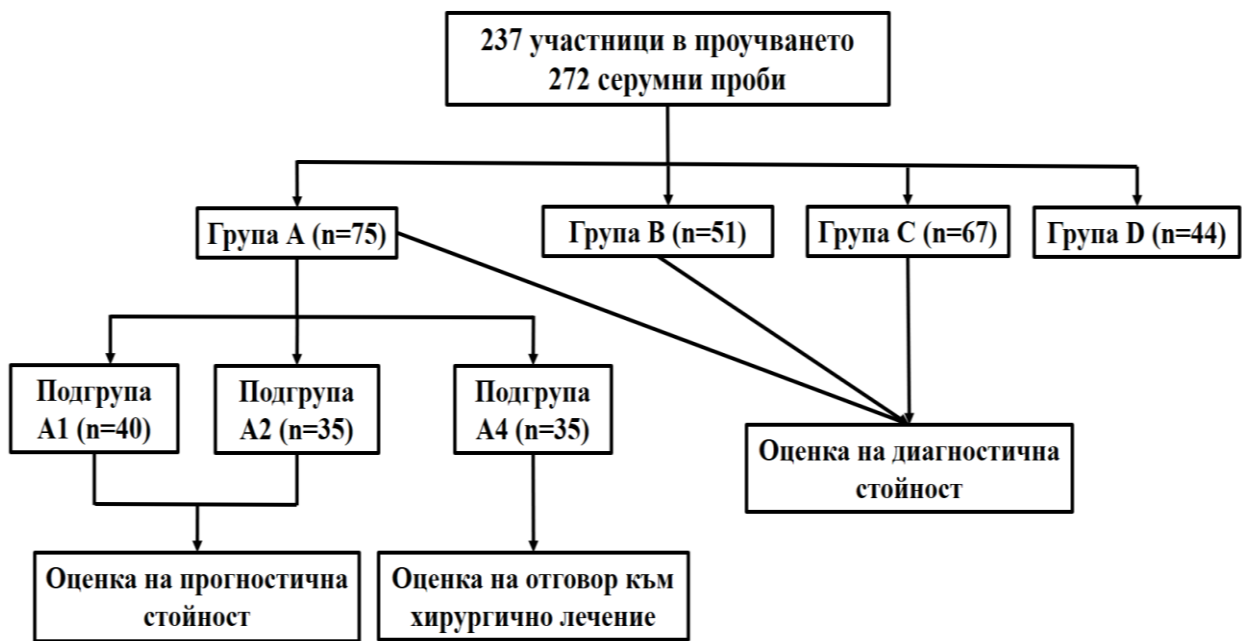 237 участници в проучването
272 серумни проби
Група A (n=75)
Група B (n=51)
Група C (n=67)
Група D (n=44)
Подгрупа
A1 (n=40)
Подгрупа
A2 (n=35)
Подгрупа
A4 (n=35)
Оценка на диагностична
стойност
Оценка на прогностична
стойност
Оценка на отговор към
хирургично лечение